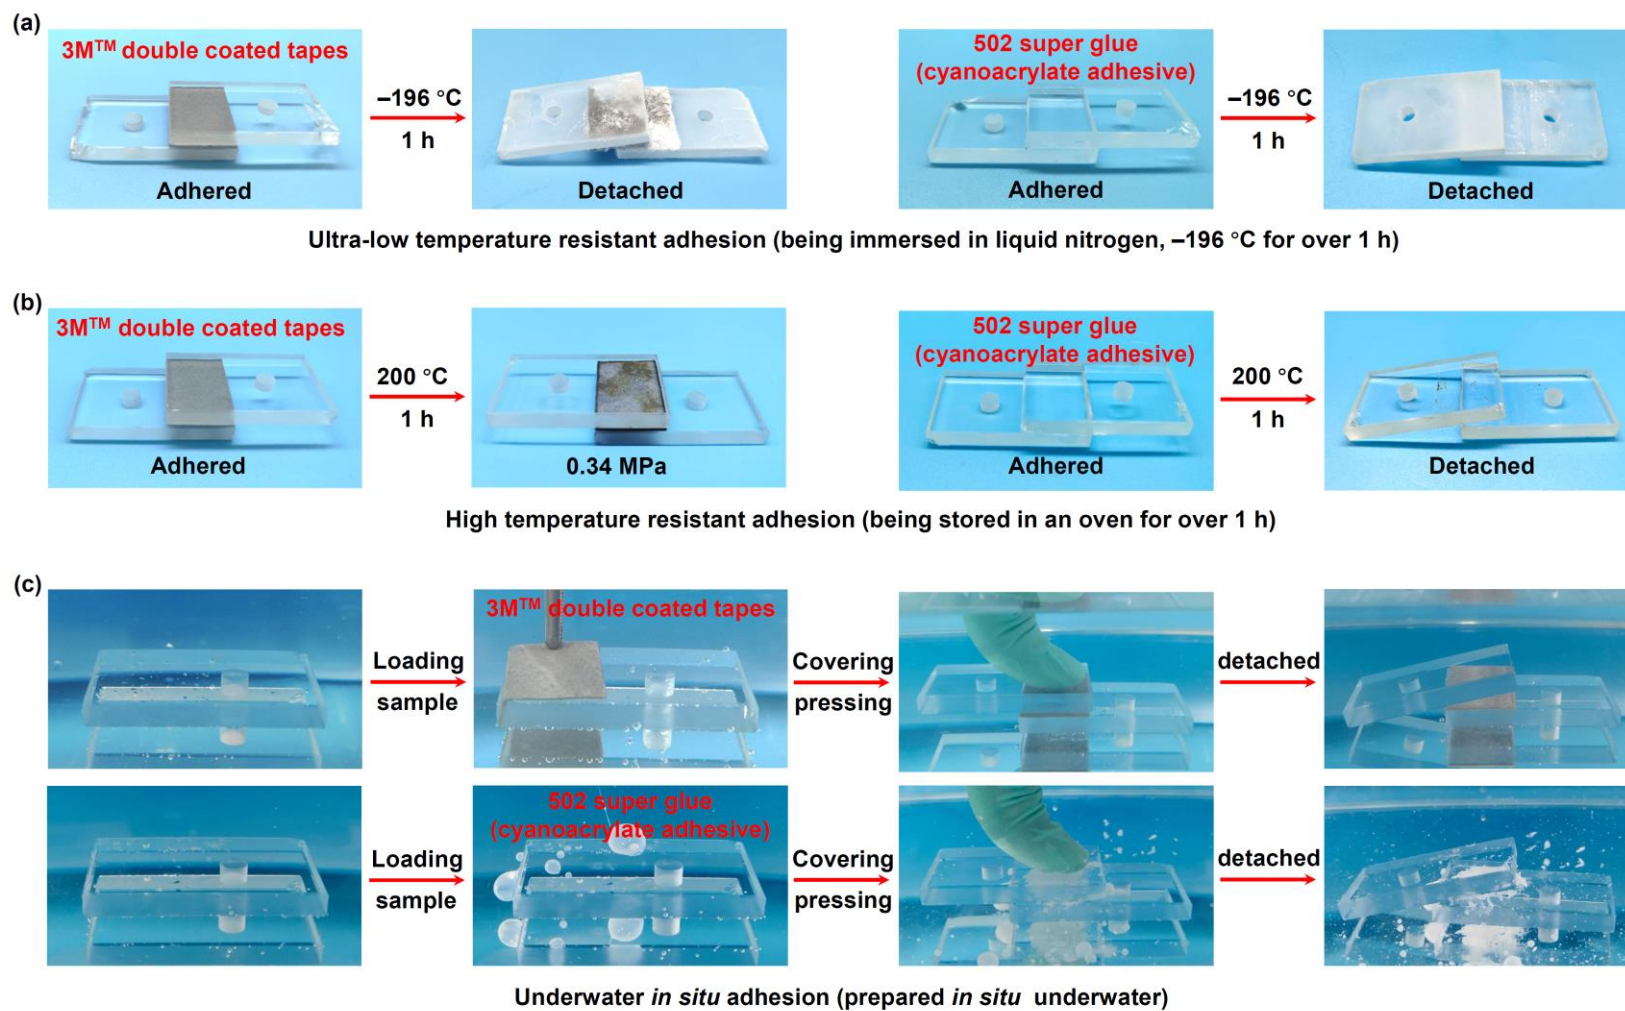 (a)
3M™ double coated tapes
–196 °C
1 h
Adhered
Detached
502 super glue
(cyanoacrylate adhesive)
–196 °C
1 h
Adhered
Detached
Ultra-low temperature resistant adhesion (being immersed in liquid nitrogen, –196 °C for over 1 h)
(b)
3M™ double coated tapes
200 °C
1 h
Adhered
0.34 MPa
502 super glue
(cyanoacrylate adhesive)
200 °C
1 h
Adhered
Detached
High temperature resistant adhesion (being stored in an oven for over 1 h)
(c)
Loading
sample
3M™ double coated tapes
Covering
pressing
detached
Loading
sample
502 super glue
(cyanoacrylate adhesive)
Covering
pressing
detached
Underwater in situ adhesion (prepared in situ underwater)